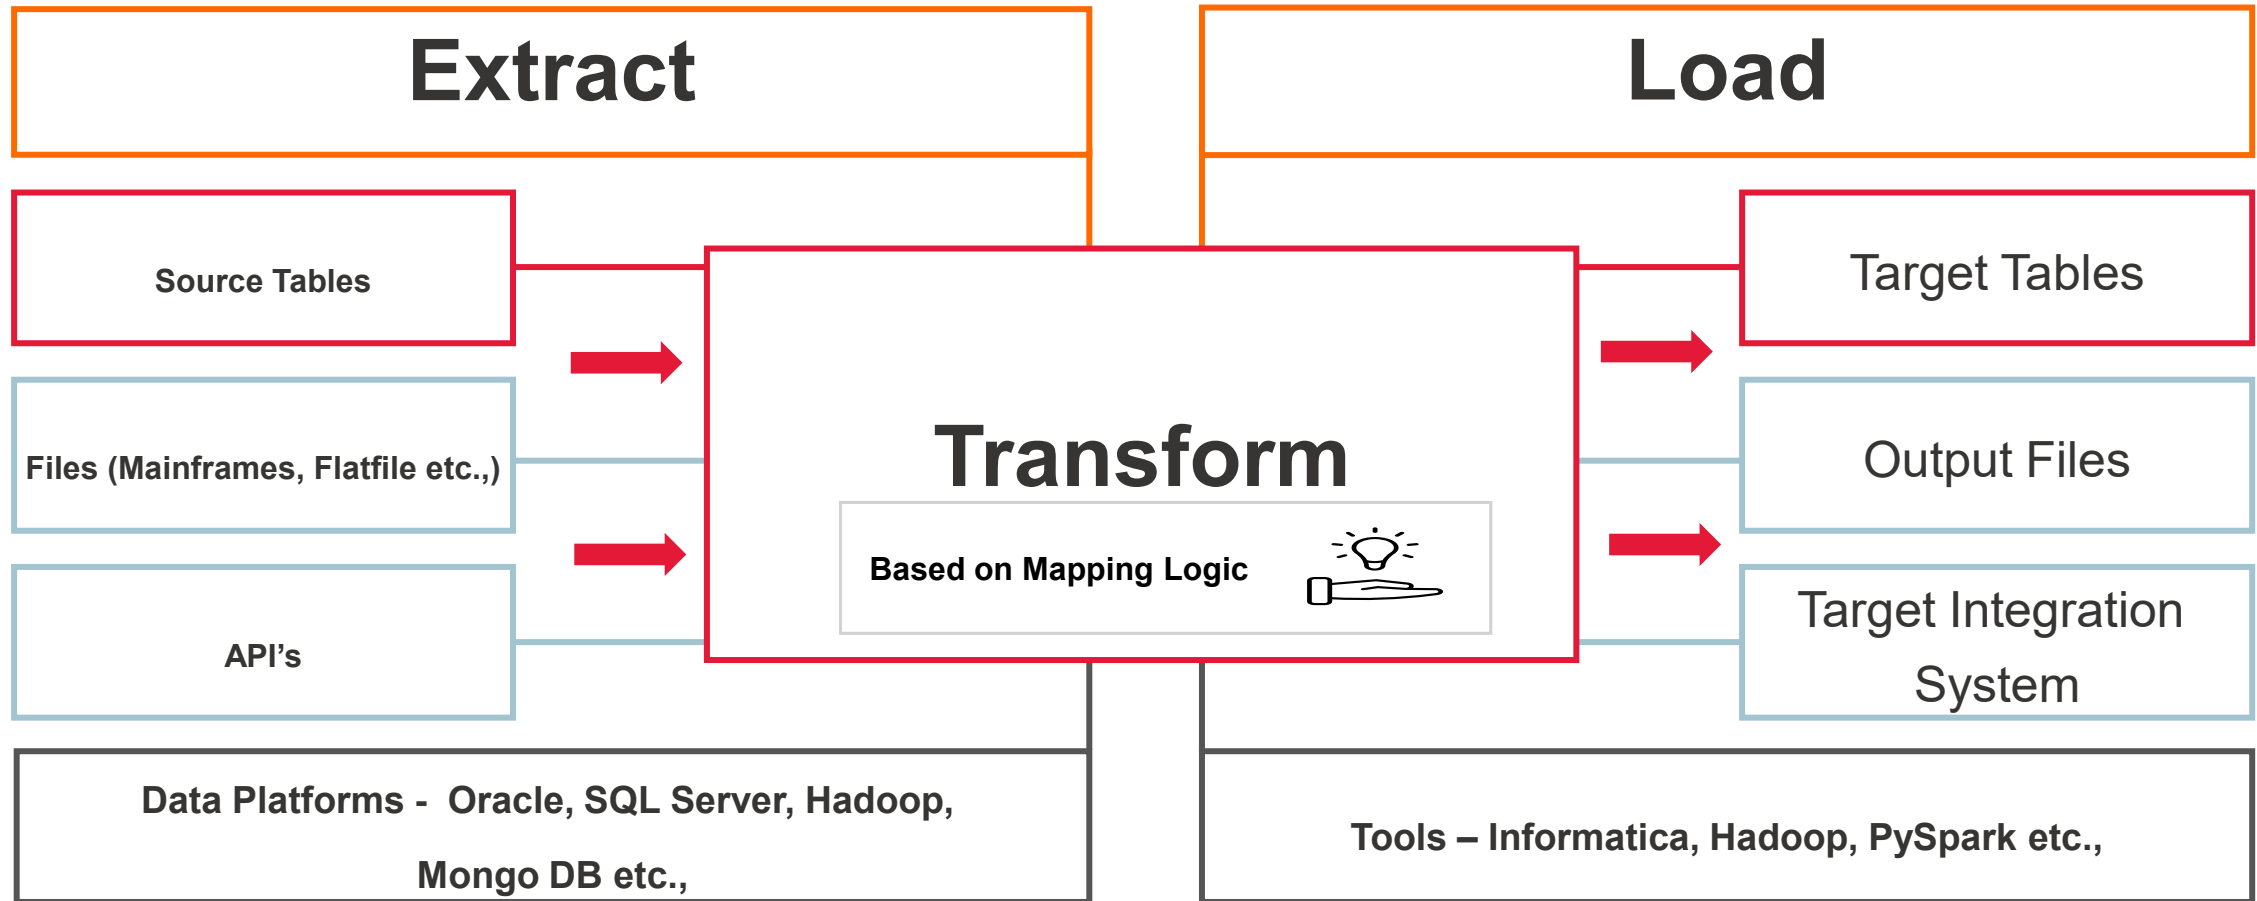 Extract
Load
Source Tables
Target Tables
Files (Mainframes, Flatfile etc.,)
Transform
Output Files
Based on Mapping Logic
API’s
Target Integration
System
Data Platforms -  Oracle, SQL Server, Hadoop,
Mongo DB etc.,
Tools – Informatica, Hadoop, PySpark etc.,